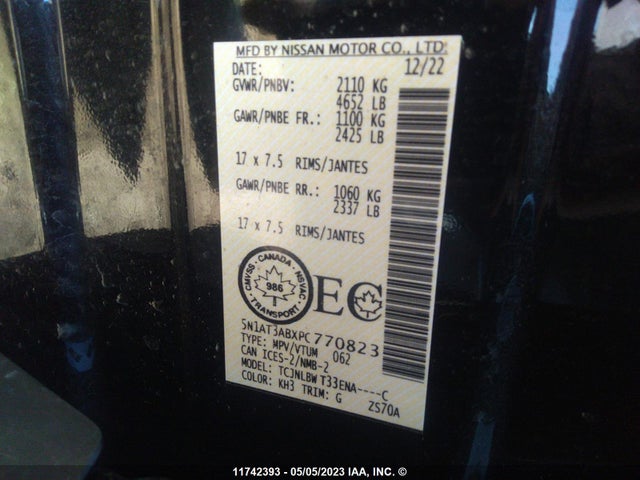 MFD BY NISSAN MOTOR CO., LTD.
DATE: 12/22
GVWR/PNBV: 2110 KG
4652 LB
GAWR/PNBE FR.: 1100 KG
2425 LB
17 x 7.5 RIMS/JANTES
GAWR/PNBE RR.: 1060 KG
2337 LB
17 x 7.5 RIMS/JANTES
CMVSS - CANADA - NSVAC
986
TRANSPORT
EC
5N1AT3ABXPC770823
TYPE: MPV/VTUM 062
CAN ICES-2/NMB-2
MODEL: TCJNLBW T33ENA----C
COLOR: KH3 TRIM: G 2S70A
11742393 - 05/05/2023 IAA, INC. ©